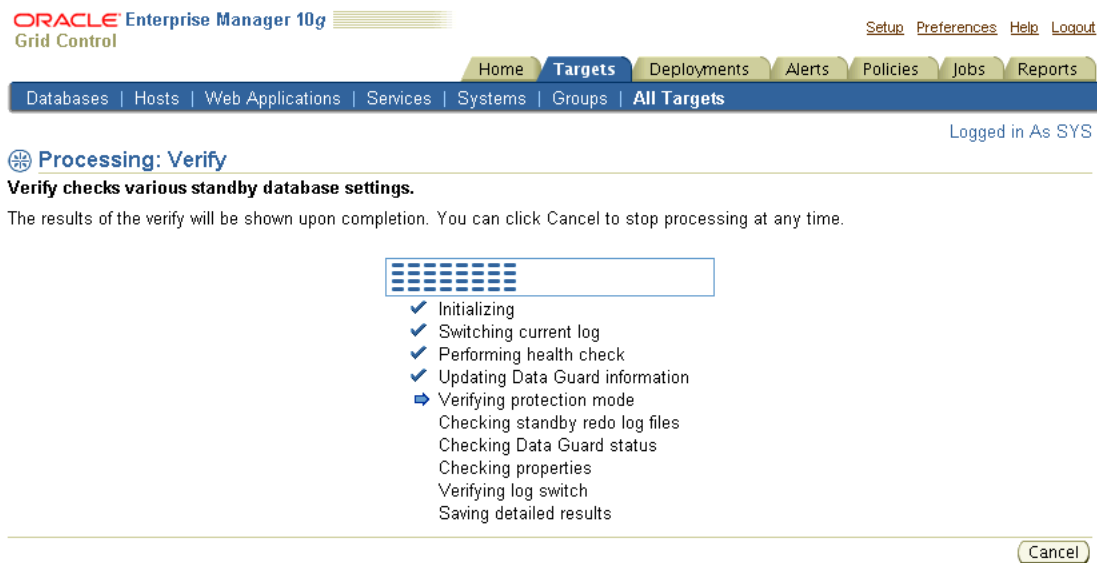 ORACLE Enterprise Manager 10g
Grid Control
Setup Preferences Help Logout
Home Targets Deployments Alerts Policies Jobs Reports
Databases | Hosts | Web Applications | Services | Systems | Groups | All Targets
Logged in As SYS
Processing: Verify
Verify checks various standby database settings.
The results of the verify will be shown upon completion. You can click Cancel to stop processing at any time.
Initializing
Switching current log
Performing health check
Updating Data Guard information
Verifying protection mode
Checking standby redo log files
Checking Data Guard status
Checking properties
Verifying log switch
Saving detailed results
Cancel